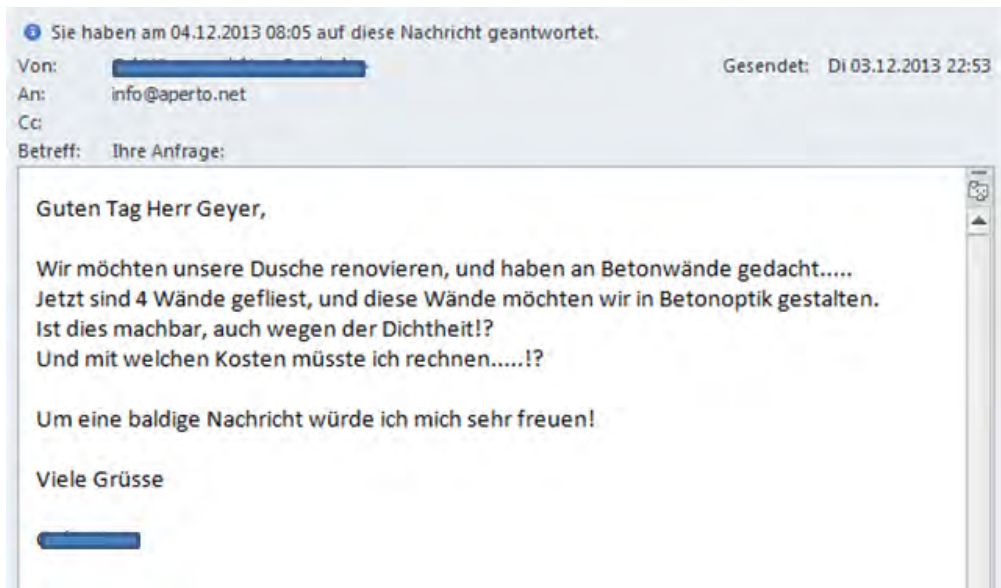 Sie haben am 04.12.2013 08:05 auf diese Nachricht geantwortet.
Von: Gesendet: Di 03.12.2013 22:53
An: info@aperto.net
Cc:
Betreff: Ihre Anfrage:
Guten Tag Herr Geyer,
Wir möchten unsere Dusche renovieren, und haben an Betonwände gedacht.....
Jetzt sind 4 Wände gefliest, und diese Wände möchten wir in Betonoptik gestalten.
Ist dies machbar, auch wegen der Dichtheit!?
Und mit welchen Kosten müsste ich rechnen.....!?
Um eine baldige Nachricht würde ich mich sehr freuen!
Viele Grüsse